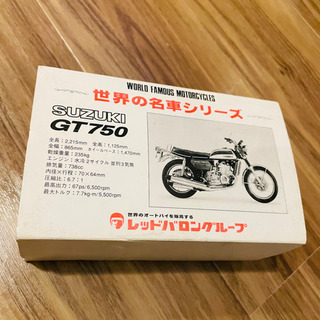 WORLD FAMOUS MOTORCYCLES
世界の名車シリーズ
SUZUKI
GT750
全長：2,215mm 全高：1,125mm
全幅：865mm ホイールベース：1,470mm
乾燥重量：235kg
エンジン：水冷2サイクル 並列3気筒
排気量：738cc
内径×行程：70×64mm
圧縮比：6.7：1
最高出力：67ps/6,500rpm
最大トルク：7.7kg-m/5,500rpm
世界のオートバイを販売する
レッドバロングループ